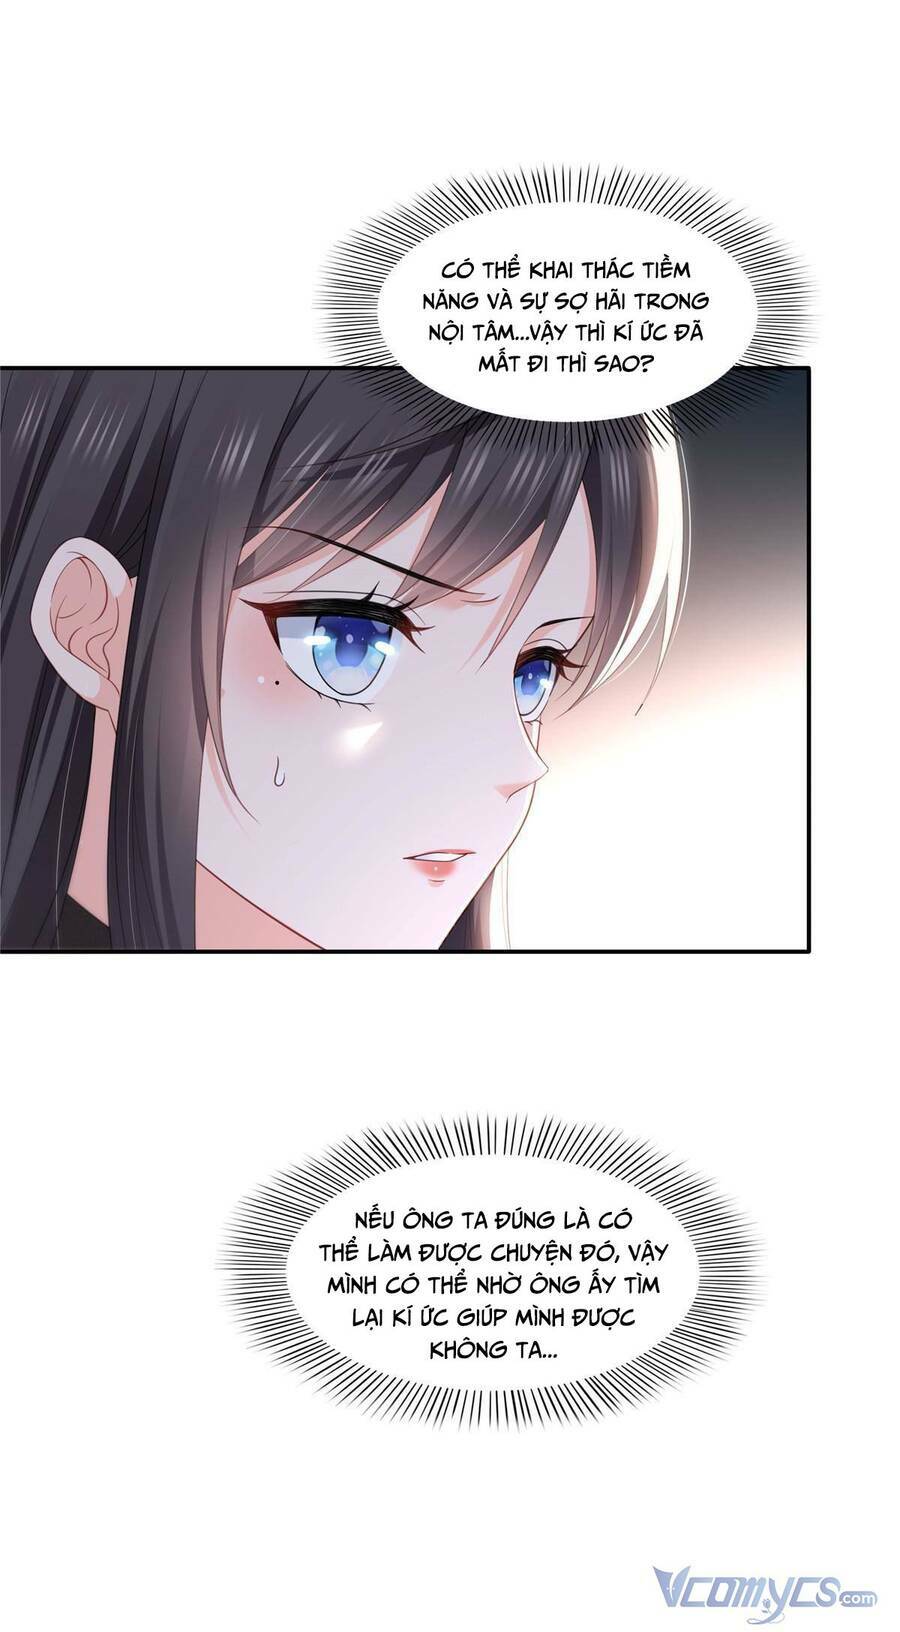 CÓ THỂ KHAI THÁC TIỀM
NĂNG VÀ SỰ SỢ HÃI TRONG
NỘI TÂM...VẬY THÌ KÍ ỨC ĐÃ
MẤT ĐI THÌ SAO?
NẾU ÔNG TA ĐÚNG LÀ CÓ
THỂ LÀM ĐƯỢC CHUYỆN ĐÓ, VẬY
MÌNH CÓ THỂ NHỜ ÔNG ẤY TÌM
LẠI KÍ ỨC GIÚP MÌNH ĐƯỢC
KHÔNG TA...
VCOMYCS.com